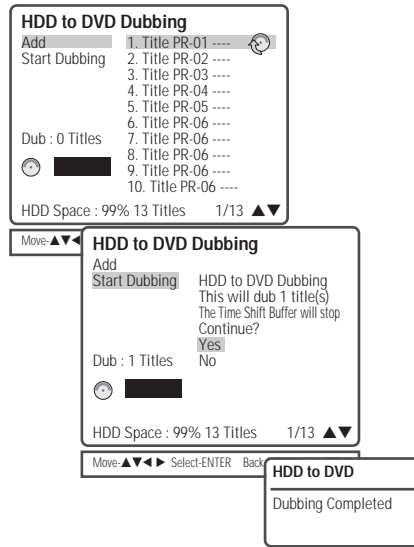 HDD to DVD Dubbing
Add 1. Title PR-01 ----
Start Dubbing 2. Title PR-02 ----
3. Title PR-03 ----
4. Title PR-04 ----
5. Title PR-05 ----
6. Title PR-06 ----
Dub : 0 Titles 7. Title PR-06 ----
8. Title PR-06 ----
9. Title PR-06 ----
10. Title PR-06 ----
HDD Space : 99% 13 Titles 1/13 ▲▼
Move-▲▼◀
HDD to DVD Dubbing
Add
Start Dubbing HDD to DVD Dubbing
This will dub 1 title(s)
The Time Shift Buffer will stop
Continue?
Yes
Dub : 1 Titles No
HDD Space : 99% 13 Titles 1/13 ▲▼
Move-▲▼◀ ▶ Select-ENTER Back
HDD to DVD
Dubbing Completed